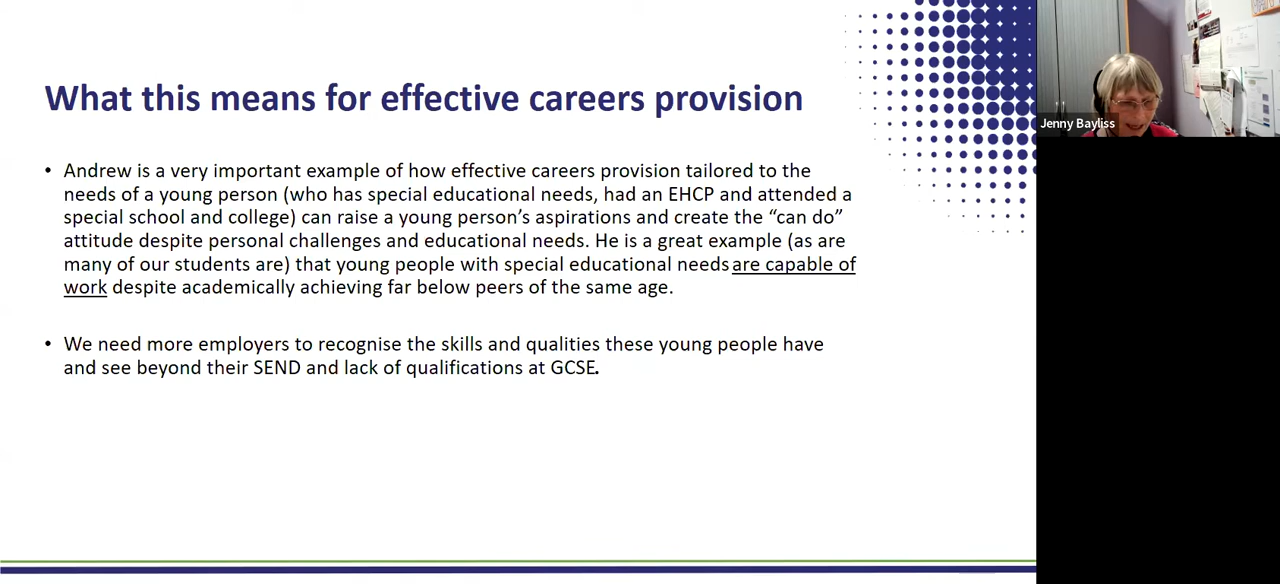 What this means for effective careers provision
• Andrew is a very important example of how effective careers provision tailored to the
needs of a young person (who has special educational needs, had an EHCP and attended a
special school and college) can raise a young person's aspirations and create the “can do”
attitude despite personal challenges and educational needs. He is a great example (as are
many of our students are) that young people with special educational needs are capable of
work despite academically achieving far below peers of the same age.
• We need more employers to recognise the skills and qualities these young people have
and see beyond their SEND and lack of qualifications at GCSE.
Jenny Bayliss